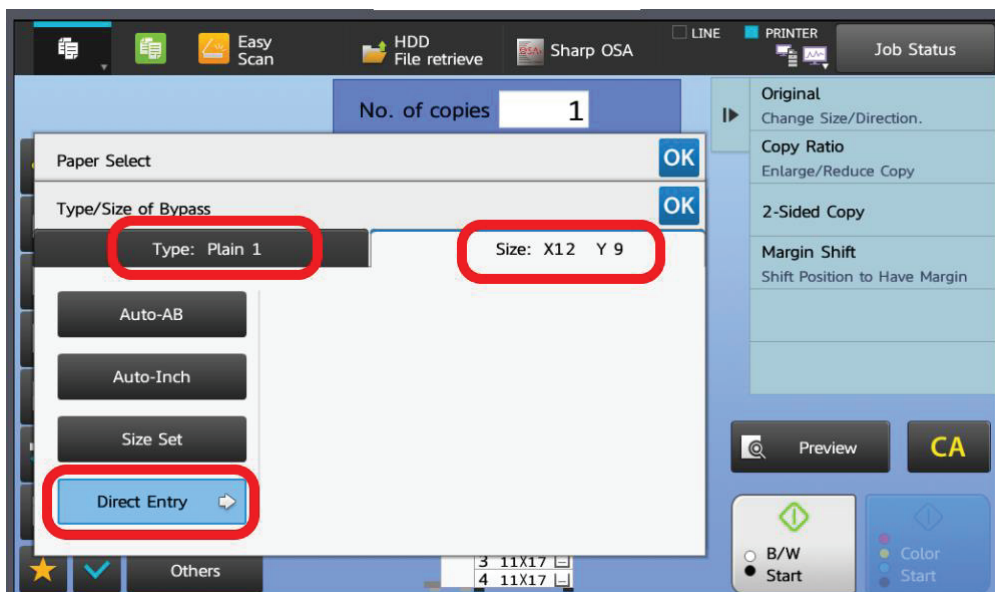 Easy
Scan
HDD
File retrieve
Sharp OSA
LINE
PRINTER
Job Status
No. of copies 1
Original
Change Size/Direction.
Copy Ratio
Enlarge/Reduce Copy
2-Sided Copy
Margin Shift
Shift Position to Have Margin
Paper Select OK
Type/Size of Bypass OK
Type: Plain 1
Size: X12 Y 9
Auto-AB
Auto-Inch
Size Set
Direct Entry
Preview
CA
B/W
Start
Color
Start
Others
3 11X17
4 11X17